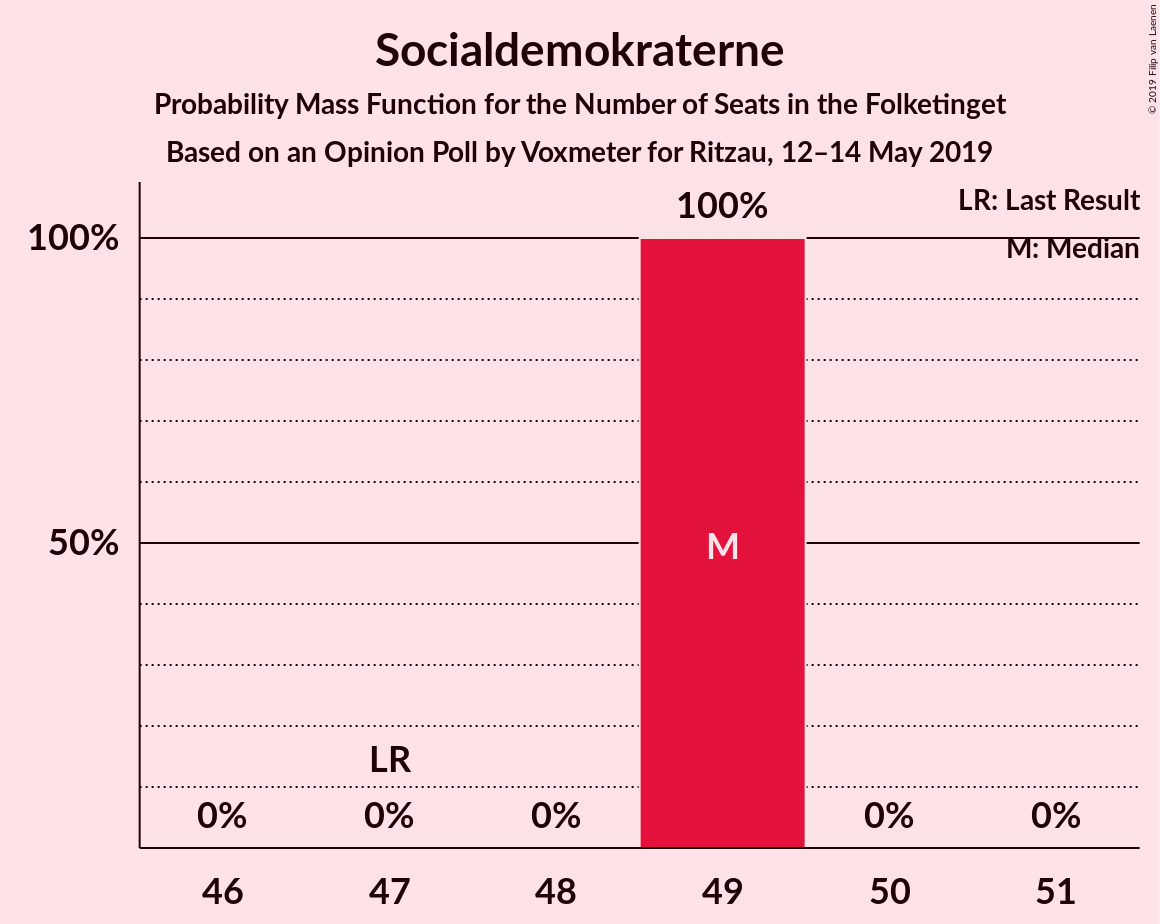 Socialdemokraterne
Probability Mass Function for the Number of Seats in the Folketinget
Based on an Opinion Poll by Voxmeter for Ritzau, 12–14 May 2019
© 2019 Filip van Laenen
LR: Last Result
M: Median
100%
100%
50%
M
LR
0% 0% 0% 0% 0%
46 47 48 49 50 51